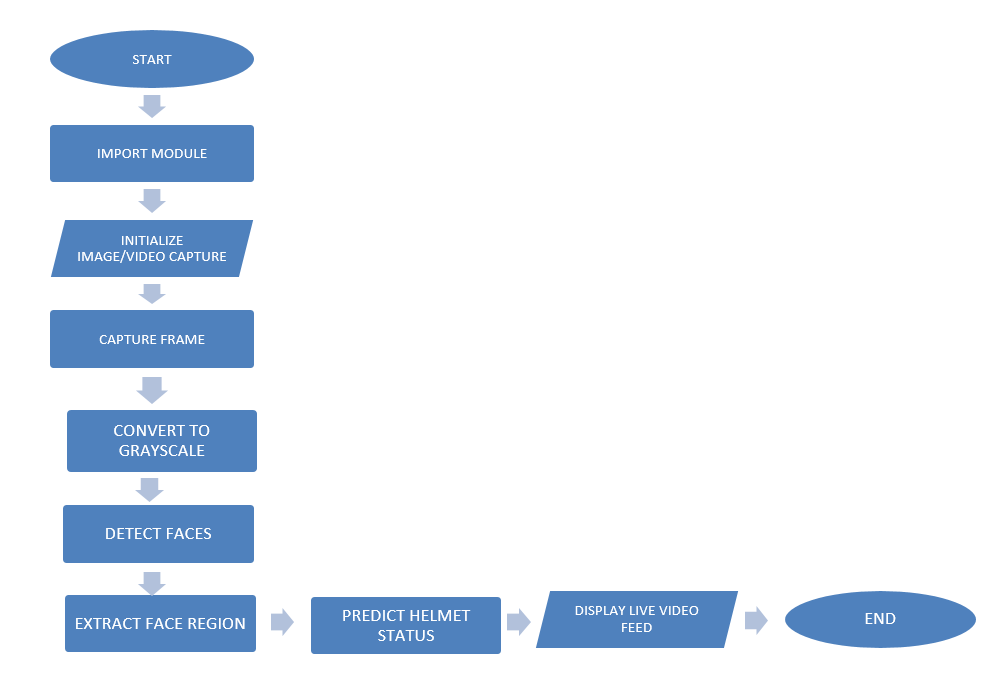 START
IMPORT MODULE
INITIALIZE
IMAGE/VIDEO CAPTURE
CAPTURE FRAME
CONVERT TO
GRAYSCALE
DETECT FACES
EXTRACT FACE REGION
PREDICT HELMET
STATUS
DISPLAY LIVE VIDEO
FEED
END